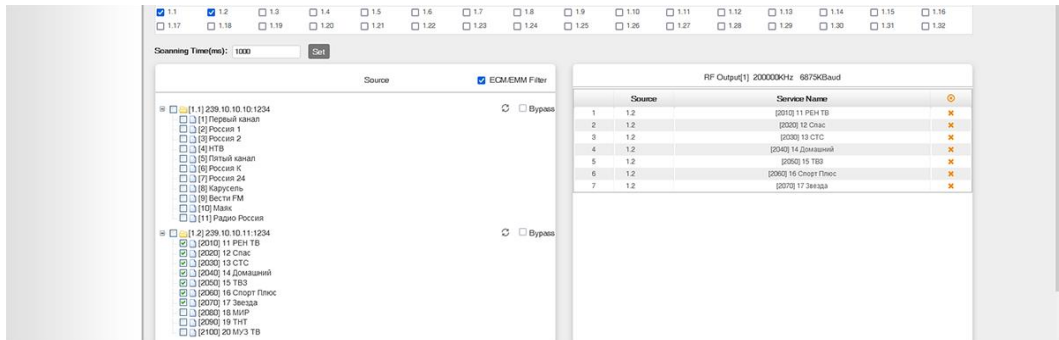 1.1 1.2 1.3 1.4 1.5 1.6 1.7 1.8 1.9 1.10 1.11 1.12 1.13 1.14 1.15 1.16
1.17 1.18 1.19 1.20 1.21 1.22 1.23 1.24 1.25 1.26 1.27 1.28 1.29 1.30 1.31 1.32
Scanning Time(ms): 1000 Set
Source ECM/EMM Filter
[1.1] 239.10.10.10:1234 Bypass
[1] Первый канал
[2] Россия 1
[3] Россия 2
[4] НТВ
[5] Пятый канал
[6] Россия К
[7] Россия 24
[8] Карусель
[9] Вести FM
[10] Маяк
[11] Радио Россия
[1.2] 239.10.10.11:1234 Bypass
[2010] 11 РЕН ТВ
[2020] 12 Спас
[2030] 13 СТС
[2040] 14 Домашний
[2050] 15 ТВ3
[2060] 16 Спорт Плюс
[2070] 17 Звезда
[2080] 18 МИР
[2090] 19 ТНТ
[2100] 20 МУЗ ТВ
RF Output[1] 200000KHz 6875KBaud
Source Service Name
1 1.2 [2010] 11 РЕН ТВ
2 1.2 [2020] 12 Спас
3 1.2 [2030] 13 СТС
4 1.2 [2040] 14 Домашний
5 1.2 [2050] 15 ТВ3
6 1.2 [2060] 16 Спорт Плюс
7 1.2 [2070] 17 Звезда